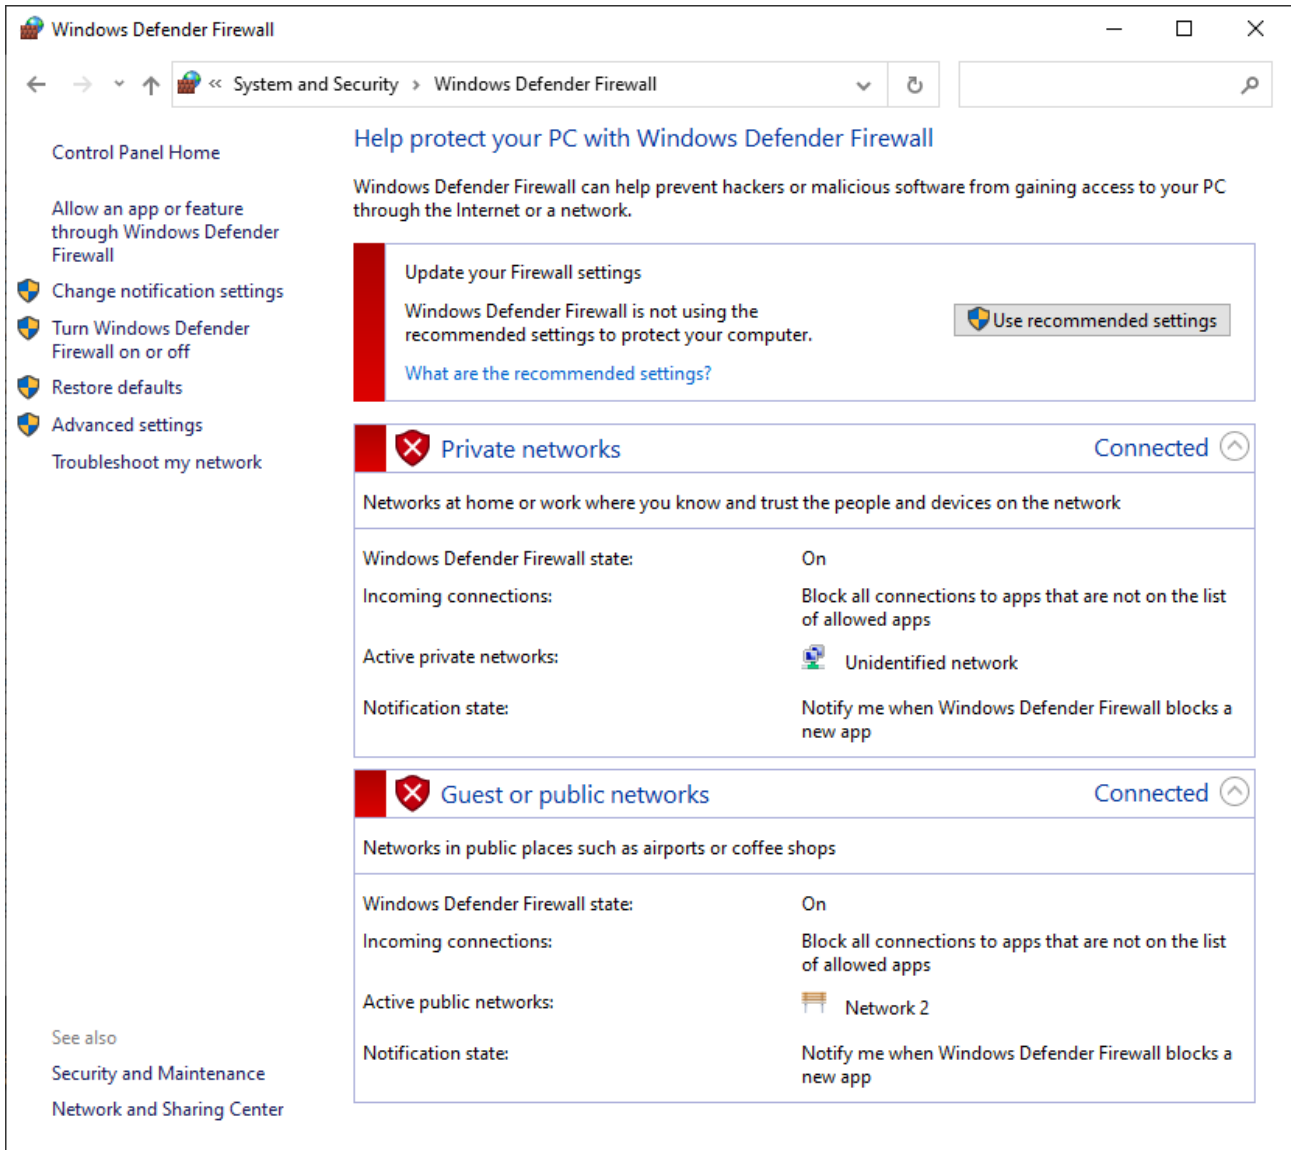 Windows Defender Firewall
« System and Security › Windows Defender Firewall
Control Panel Home
Allow an app or feature
through Windows Defender
Firewall
Change notification settings
Turn Windows Defender
Firewall on or off
Restore defaults
Advanced settings
Troubleshoot my network
See also
Security and Maintenance
Network and Sharing Center
Help protect your PC with Windows Defender Firewall
Windows Defender Firewall can help prevent hackers or malicious software from gaining access to your PC
through the Internet or a network.
Update your Firewall settings
Windows Defender Firewall is not using the
recommended settings to protect your computer.
What are the recommended settings?
Use recommended settings
Private networks Connected
Networks at home or work where you know and trust the people and devices on the network
Windows Defender Firewall state: On
Incoming connections: Block all connections to apps that are not on the list
of allowed apps
Active private networks: Unidentified network
Notification state: Notify me when Windows Defender Firewall blocks a
new app
Guest or public networks Connected
Networks in public places such as airports or coffee shops
Windows Defender Firewall state: On
Incoming connections: Block all connections to apps that are not on the list
of allowed apps
Active public networks: Network 2
Notification state: Notify me when Windows Defender Firewall blocks a
new app